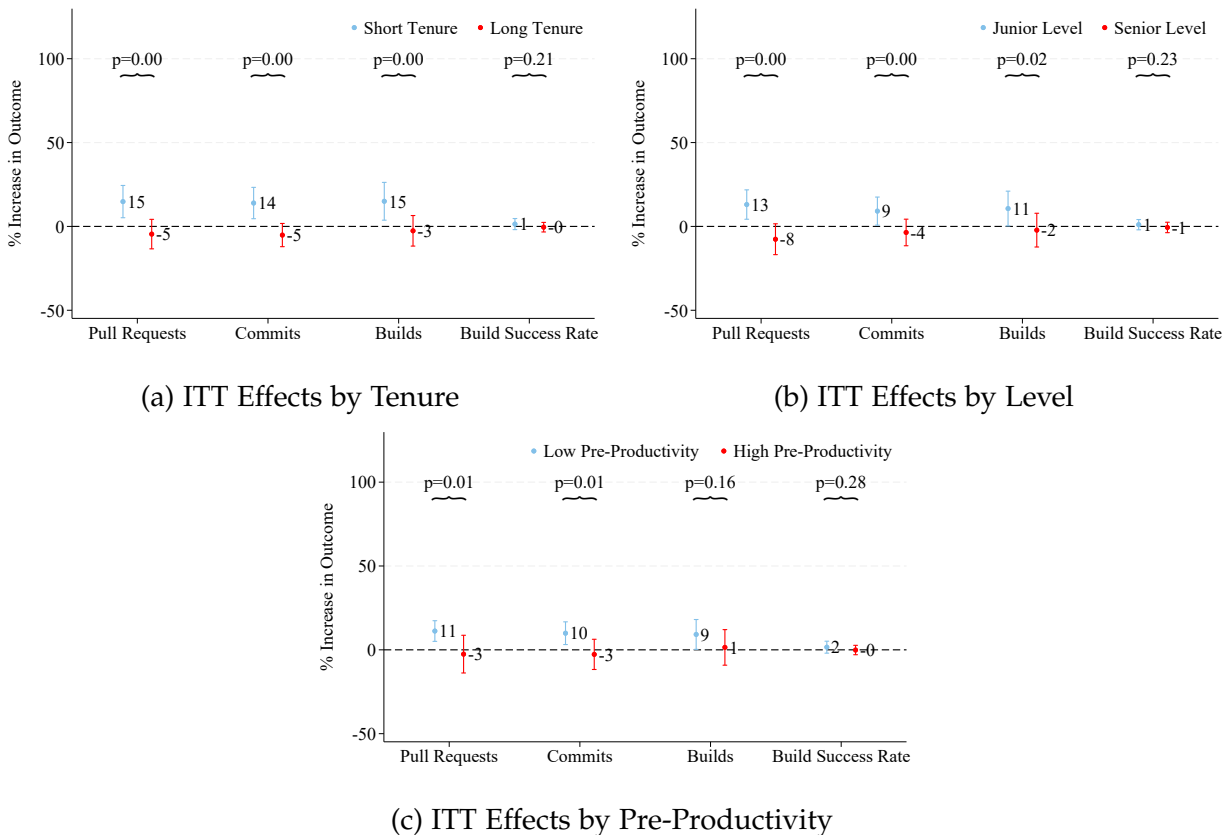 Short Tenure Long Tenure
100
p=0.00 p=0.00 p=0.00 p=0.21
50
% Increase in Outcome
15 14 15 1
0
-5 -5 -3 -0
-50
Pull Requests Commits Builds Build Success Rate
(a) ITT Effects by Tenure
Junior Level Senior Level
100
p=0.00 p=0.00 p=0.02 p=0.23
50
% Increase in Outcome
13 9 11 1
0
-8 -4 -2 -1
-50
Pull Requests Commits Builds Build Success Rate
(b) ITT Effects by Level
Low Pre-Productivity High Pre-Productivity
100
p=0.01 p=0.01 p=0.16 p=0.28
50
% Increase in Outcome
11 10 9 2
0
-3 -3 1 -0
-50
Pull Requests Commits Builds Build Success Rate
(c) ITT Effects by Pre-Productivity